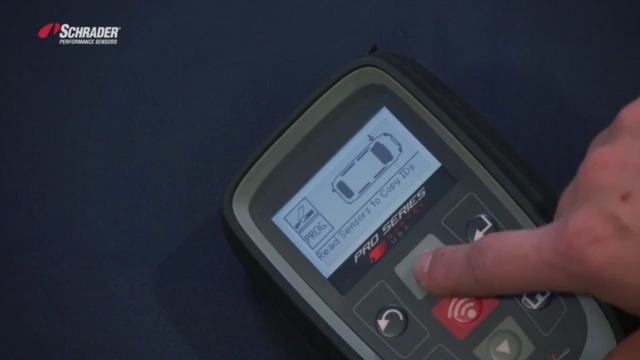 SCHRADER
PERFORMANCE SENSORS
PROG
Read Sensors to Copy IDs
PRO SERIES